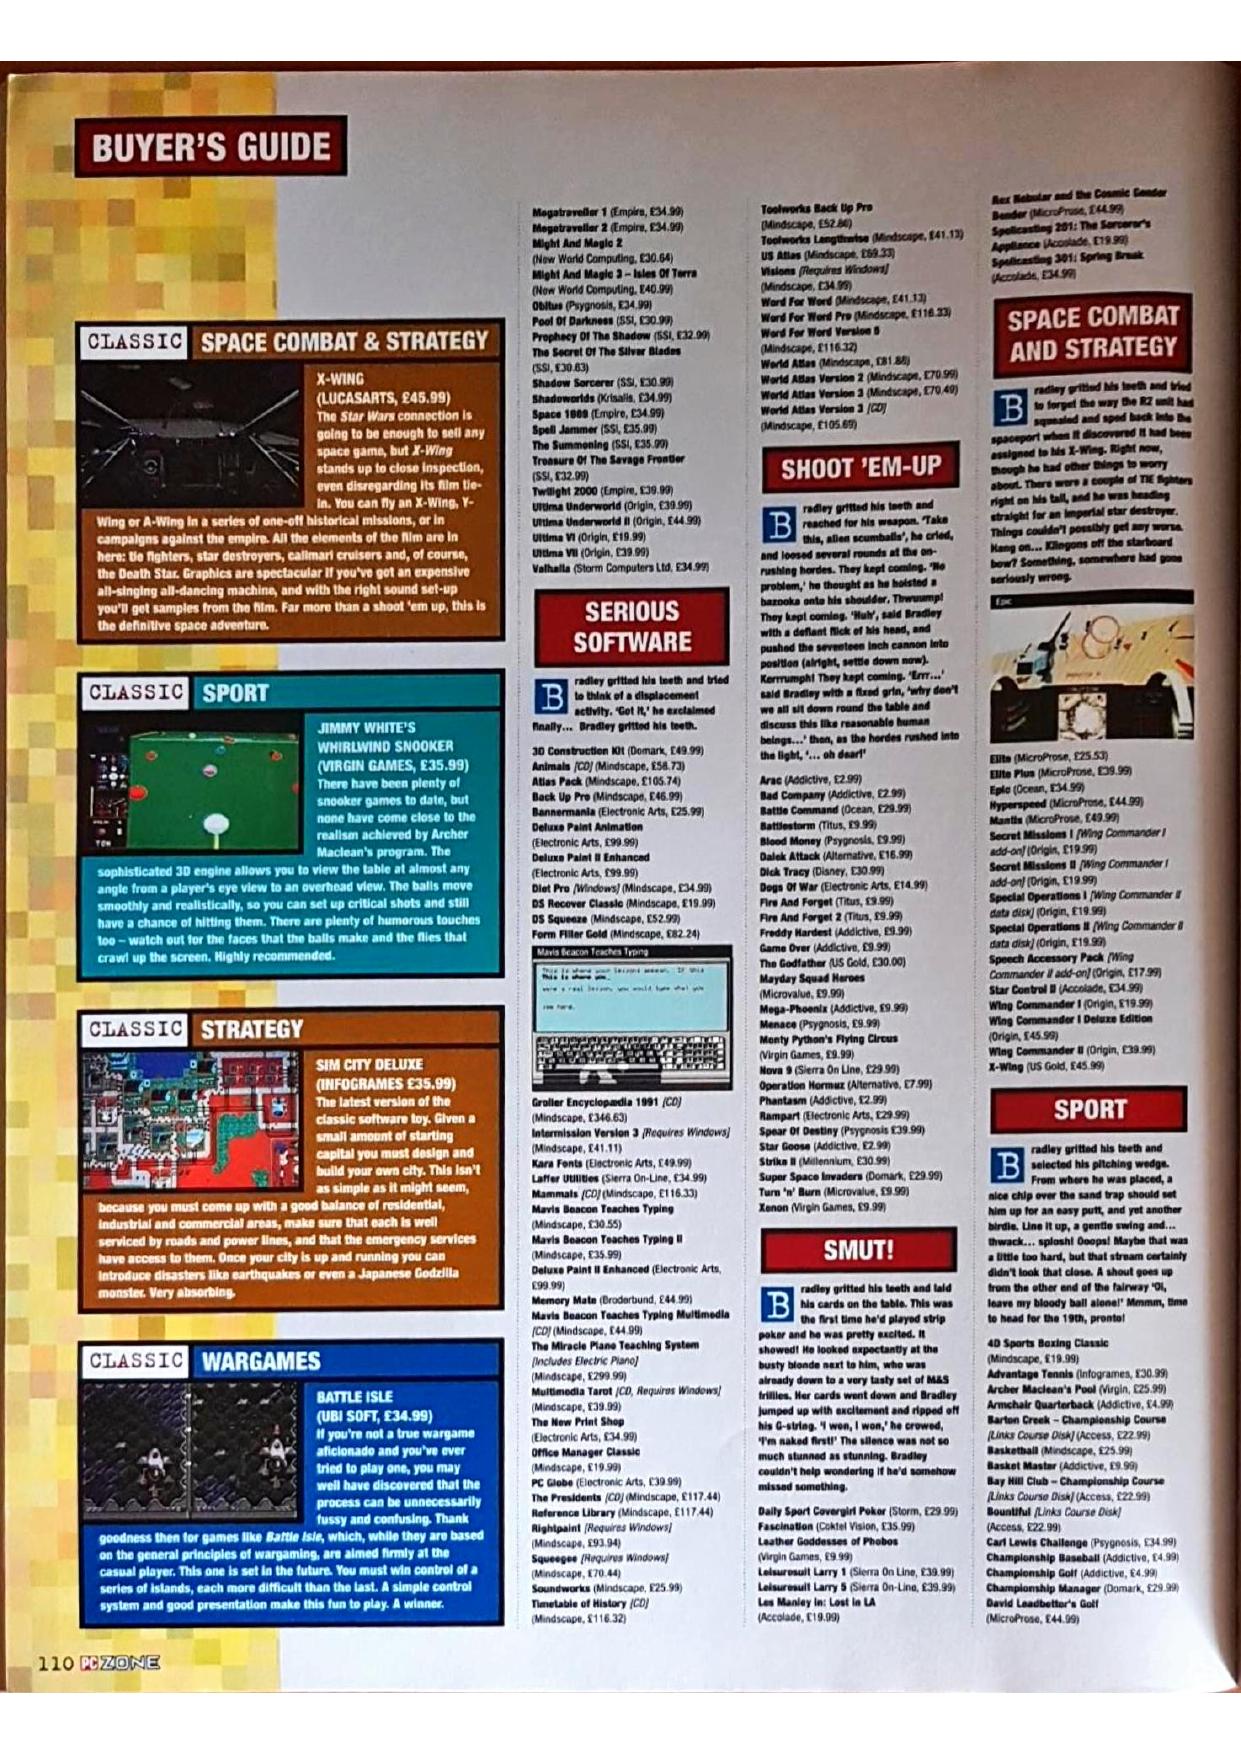 BUYER'S GUIDE
CLASSIC SPACE COMBAT & STRATEGY
X-WING
(LUCASARTS, £45.99)
The Star Wars connection is
going to be enough to sell any
space game, but X-Wing
stands up to close inspection,
even disregarding its film tie-
in. You can fly an X-Wing, Y-
Wing or A-Wing in a series of one-off historical missions, or in
campaigns against the empire. All the elements of the film are in
here: tie fighters, star destroyers, calimari cruisers and, of course,
the Death Star. Graphics are spectacular if you've got an expensive
all-singing all-dancing machine, and with the right sound set-up
you'll get samples from the film. Far more than a shoot 'em up, this is
the definitive space adventure.
CLASSIC SPORT
JIMMY WHITE'S
WHIRLWIND SNOOKER
(VIRGIN GAMES, £35.99)
There have been plenty of
snooker games to date, but
none have come close to the
realism achieved by Archer
Maclean's program. The
sophisticated 3D engine allows you to view the table at almost any
angle from a player's eye view to an overhead view. The balls move
smoothly and realistically, so you can set up critical shots and still
have a chance of hitting them. There are plenty of humorous touches
too – watch out for the faces that the balls make and the flies that
crawl up the screen. Highly recommended.
CLASSIC STRATEGY
SIM CITY DELUXE
(INFOGRAMES £35.99)
The latest version of the
classic software toy. Given a
small amount of starting
capital you must design and
build your own city. This isn't
as simple as it might seem,
because you must come up with a good balance of residential,
industrial and commercial areas, make sure that each is well
serviced by roads and power lines, and that the emergency services
have access to them. Once your city is up and running you can
introduce disasters like earthquakes or even a Japanese Godzilla
monster. Very absorbing.
CLASSIC WARGAMES
BATTLE ISLE
(UBI SOFT, £34.99)
If you're not a true wargame
aficionado and you've ever
tried to play one, you may
well have discovered that the
process can be unnecessarily
fussy and confusing. Thank
goodness then for games like Battle Isle, which, while they are based
on the general principles of wargaming, are aimed firmly at the
casual player. This one is set in the future. You must win control of a
series of islands, each more difficult than the last. A simple control
system and good presentation make this fun to play. A winner.
Megatraveller 1 (Empire, £34.99)
Megatraveller 2 (Empire, £34.99)
Might And Magic 2
(New World Computing, £30.64)
Might And Magic 3 – Isles Of Terra
(New World Computing, £40.99)
Obitus (Psygnosis, £34.99)
Pool Of Darkness (SSI, £30.99)
Prophecy Of The Shadow (SSI, £32.99)
The Secret Of The Silver Blades
(SSI, £30.63)
Shadow Sorcerer (SSI, £30.99)
Shadoworlds (Krisalis, £34.99)
Space 1889 (Empire, £34.99)
Spell Jammer (SSI, £35.99)
The Summoning (SSI, £35.99)
Treasure Of The Savage Frontier
(SSI, £32.99)
Twilight 2000 (Empire, £39.99)
Ultima Underworld (Origin, £39.99)
Ultima Underworld II (Origin, £44.99)
Ultima VI (Origin, £19.99)
Ultima VII (Origin, £39.99)
Valhalla (Storm Computers Ltd, £34.99)
SERIOUS
SOFTWARE
Bradley gritted his teeth and tried
to think of a displacement
activity. 'Got it,' he exclaimed
finally... Bradley gritted his teeth.
3D Construction Kit (Domark, £49.99)
Animals [CD] (Mindscape, £58.73)
Atlas Pack (Mindscape, £105.74)
Back Up Pro (Mindscape, £46.99)
Bannermania (Electronic Arts, £25.99)
Deluxe Paint Animation
(Electronic Arts, £99.99)
Deluxe Paint II Enhanced
(Electronic Arts, £99.99)
Diet Pro [Windows] (Mindscape, £34.99)
DS Recover Classic (Mindscape, £19.99)
DS Squeeze (Mindscape, £52.99)
Form Filler Gold (Mindscape, £82.24)
Mavis Beacon Teaches Typing
This is where your lessons appear. If this
This is where you
were a real lesson, you would type what you
see here.
Grolier Encyclopædia 1991 [CD]
(Mindscape, £346.63)
Intermission Version 3 [Requires Windows]
(Mindscape, £41.11)
Kara Fonts (Electronic Arts, £49.99)
Laffer Utilities (Sierra On-Line, £34.99)
Mammals [CD] (Mindscape, £116.33)
Mavis Beacon Teaches Typing
(Mindscape, £30.55)
Mavis Beacon Teaches Typing II
(Mindscape, £35.99)
Deluxe Paint II Enhanced (Electronic Arts,
£99.99)
Memory Mate (Broderbund, £44.99)
Mavis Beacon Teaches Typing Multimedia
[CD] (Mindscape, £44.99)
The Miracle Piano Teaching System
[Includes Electric Piano]
(Mindscape, £299.99)
Multimedia Tarot [CD, Requires Windows]
(Mindscape, £39.99)
The New Print Shop
(Electronic Arts, £34.99)
Office Manager Classic
(Mindscape, £19.99)
PC Globe (Electronic Arts, £39.99)
The Presidents [CD] (Mindscape, £117.44)
Reference Library (Mindscape, £117.44)
Rightpaint [Requires Windows]
(Mindscape, £93.94)
Squeegee [Requires Windows]
(Mindscape, £70.44)
Soundworks (Mindscape, £25.99)
Timetable of History [CD]
(Mindscape, £116.32)
Toolworks Back Up Pro
(Mindscape, £52.86)
Toolworks Lengthwise (Mindscape, £41.13)
US Atlas (Mindscape, £69.33)
Visions [Requires Windows]
(Mindscape, £34.99)
Word For Word (Mindscape, £41.13)
Word For Word Pro (Mindscape, £116.33)
Word For Word Version 5
(Mindscape, £116.32)
World Atlas (Mindscape, £81.86)
World Atlas Version 2 (Mindscape, £70.99)
World Atlas Version 3 (Mindscape, £70.49)
World Atlas Version 3 [CD]
(Mindscape, £105.69)
SHOOT 'EM-UP
Bradley gritted his teeth and
reached for his weapon. 'Take
this, alien scumballs', he cried,
and loosed several rounds at the on-
rushing hordes. They kept coming. 'No
problem,' he thought as he hoisted a
bazooka onto his shoulder. Thwuump!
They kept coming. 'Huh', said Bradley
with a defiant flick of his head, and
pushed the seventeen inch cannon into
position (alright, settle down now).
Kerrrumph! They kept coming. 'Errr...'
said Bradley with a fixed grin, 'why don't
we all sit down round the table and
discuss this like reasonable human
beings...' then, as the hordes rushed into
the light, '... oh dear!'
Arac (Addictive, £2.99)
Bad Company (Addictive, £2.99)
Battle Command (Ocean, £29.99)
Battlestorm (Titus, £9.99)
Blood Money (Psygnosis, £9.99)
Dalek Attack (Alternative, £16.99)
Dick Tracy (Disney, £30.99)
Dogs Of War (Electronic Arts, £14.99)
Fire And Forget (Titus, £9.99)
Fire And Forget 2 (Titus, £9.99)
Freddy Hardest (Addictive, £9.99)
Game Over (Addictive, £9.99)
The Godfather (US Gold, £30.00)
Mayday Squad Heroes
(Microvalue, £9.99)
Mega-Phoenix (Addictive, £9.99)
Menace (Psygnosis, £9.99)
Monty Python's Flying Circus
(Virgin Games, £9.99)
Nova 9 (Sierra On Line, £29.99)
Operation Hormuz (Alternative, £7.99)
Phantasm (Addictive, £2.99)
Rampart (Electronic Arts, £29.99)
Spear Of Destiny (Psygnosis £39.99)
Star Goose (Addictive, £2.99)
Strike II (Millennium, £30.99)
Super Space Invaders (Domark, £29.99)
Turn 'n' Burn (Microvalue, £9.99)
Xenon (Virgin Games, £9.99)
SMUT!
Bradley gritted his teeth and laid
his cards on the table. This was
the first time he'd played strip
poker and he was pretty excited. It
showed! He looked expectantly at the
busty blonde next to him, who was
already down to a very tasty set of M&S
frillies. Her cards went down and Bradley
jumped up with excitement and ripped off
his G-string. 'I won, I won,' he crowed,
'I'm naked first!' The silence was not so
much stunned as stunning. Bradley
couldn't help wondering if he'd somehow
missed something.
Daily Sport Covergirl Poker (Storm, £29.99)
Fascination (Coktel Vision, £35.99)
Leather Goddesses of Phobos
(Virgin Games, £9.99)
Leisuresuit Larry 1 (Sierra On Line, £39.99)
Leisuresuit Larry 5 (Sierra On-Line, £39.99)
Les Manley in: Lost in LA
(Accolade, £19.99)
Rex Nebular and the Cosmic Gender
Bender (MicroProse, £44.99)
Spellcasting 201: The Sorcerer's
Appliance (Accolade, £19.99)
Spellcasting 301: Spring Break
(Accolade, £34.99)
SPACE COMBAT
AND STRATEGY
Bradley gritted his teeth and tried
to forget the way the R2 unit had
squealed and sped back into the
spaceport when it discovered it had been
assigned to his X-Wing. Right now,
though he had other things to worry
about. There were a couple of TIE fighters
right on his tail, and he was heading
straight for an Imperial star destroyer.
Things couldn't possibly get any worse.
Hang on... Klingons off the starboard
bow? Something, somewhere had gone
seriously wrong.
Epic
Elite (MicroProse, £25.53)
Elite Plus (MicroProse, £39.99)
Epic (Ocean, £34.99)
Hyperspeed (MicroProse, £44.99)
Mantis (MicroProse, £49.99)
Secret Missions I [Wing Commander I
add-on] (Origin, £19.99)
Secret Missions II [Wing Commander I
add-on] (Origin, £19.99)
Special Operations I [Wing Commander II
data disk] (Origin, £19.99)
Special Operations II [Wing Commander II
data disk] (Origin, £19.99)
Speech Accessory Pack [Wing
Commander II add-on] (Origin, £17.99)
Star Control II (Accolade, £34.99)
Wing Commander I (Origin, £19.99)
Wing Commander I Deluxe Edition
(Origin, £45.99)
Wing Commander II (Origin, £39.99)
X-Wing (US Gold, £45.99)
SPORT
Bradley gritted his teeth and
selected his pitching wedge.
From where he was placed, a
nice chip over the sand trap should set
him up for an easy putt, and yet another
birdie. Line it up, a gentle swing and...
thwack... splosh! Ooops! Maybe that was
a little too hard, but that stream certainly
didn't look that close. A shout goes up
from the other end of the fairway 'Oi,
leave my bloody ball alone!' Mmmm, time
to head for the 19th, pronto!
4D Sports Boxing Classic
(Mindscape, £19.99)
Advantage Tennis (Infogrames, £30.99)
Archer Maclean's Pool (Virgin, £25.99)
Armchair Quarterback (Addictive, £4.99)
Barton Creek – Championship Course
[Links Course Disk] (Access, £22.99)
Basketball (Mindscape, £25.99)
Basket Master (Addictive, £9.99)
Bay Hill Club – Championship Course
[Links Course Disk] (Access, £22.99)
Bountiful [Links Course Disk]
(Access, £22.99)
Carl Lewis Challenge (Psygnosis, £34.99)
Championship Baseball (Addictive, £4.99)
Championship Golf (Addictive, £4.99)
Championship Manager (Domark, £29.99)
David Leadbetter's Golf
(MicroProse, £44.99)
110 PC ZONE